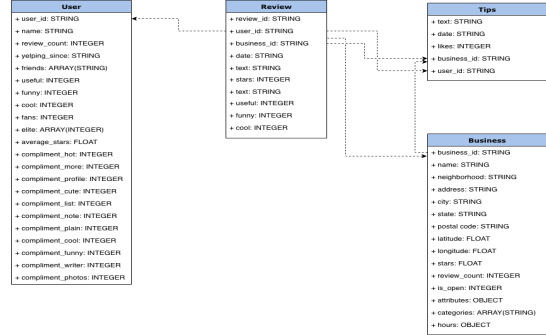 User
+ user_id: STRING
+ name: STRING
+ review_count: INTEGER
+ yelping_since: STRING
+ friends: ARRAY(STRING)
+ useful: INTEGER
+ funny: INTEGER
+ cool: INTEGER
+ fans: INTEGER
+ elite: ARRAY(INTEGER)
+ average_stars: FLOAT
+ compliment_hot: INTEGER
+ compliment_more: INTEGER
+ compliment_profile: INTEGER
+ compliment_cute: INTEGER
+ compliment_list: INTEGER
+ compliment_note: INTEGER
+ compliment_plain: INTEGER
+ compliment_cool: INTEGER
+ compliment_funny: INTEGER
+ compliment_writer: INTEGER
+ compliment_photos: INTEGER
Review
+ review_id: STRING
+ user_id: STRING
+ business_id: STRING
+ date: STRING
+ text: STRING
+ stars: INTEGER
+ text: STRING
+ useful: INTEGER
+ funny: INTEGER
+ cool: INTEGER
Tips
+ text: STRING
+ date: STRING
+ likes: INTEGER
+ business_id: STRING
+ user_id: STRING
Business
+ business_id: STRING
+ name: STRING
+ neighborhood: STRING
+ address: STRING
+ city: STRING
+ state: STRING
+ postal code: STRING
+ latitude: FLOAT
+ longitude: FLOAT
+ stars: FLOAT
+ review_count: INTEGER
+ is_open: INTEGER
+ attributes: OBJECT
+ categories: ARRAY(STRING)
+ hours: OBJECT